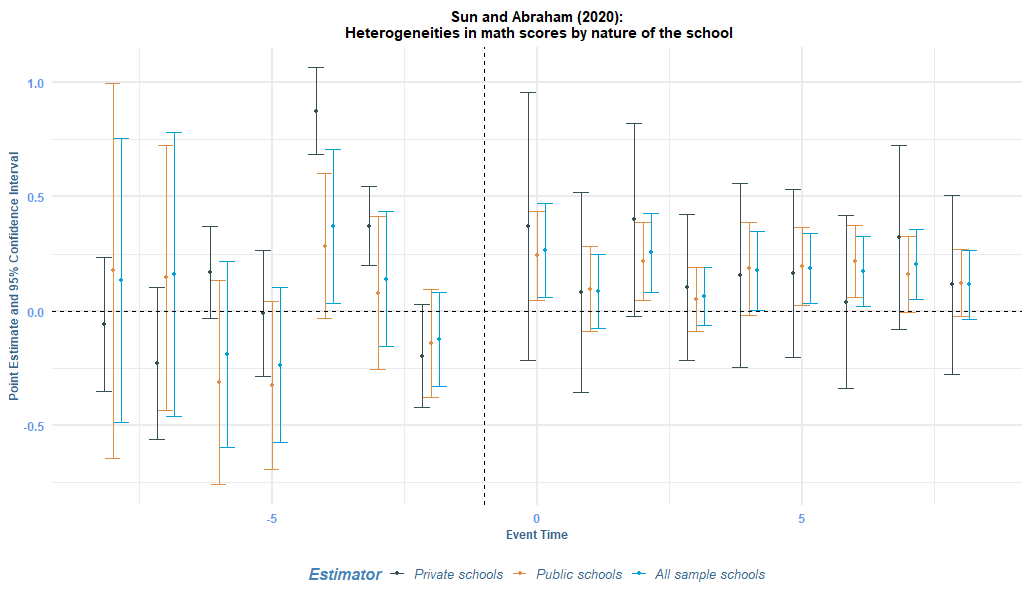 Sun and Abraham (2020):
Heterogeneities in math scores by nature of the school
Point Estimate and 95% Confidence Interval
1.0
0.5
0.0
-0.5
-5
0
5
Event Time
Estimator Private schools Public schools All sample schools